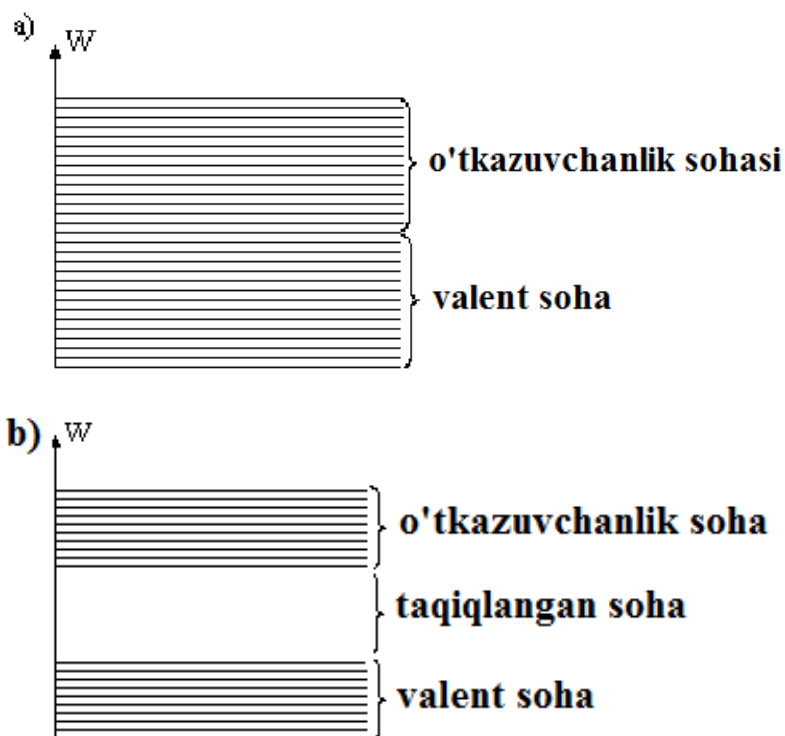 a)
W
o'tkazuvchanlik sohasi
valent soha
b)
W
o'tkazuvchanlik soha
taqiqlangan soha
valent soha